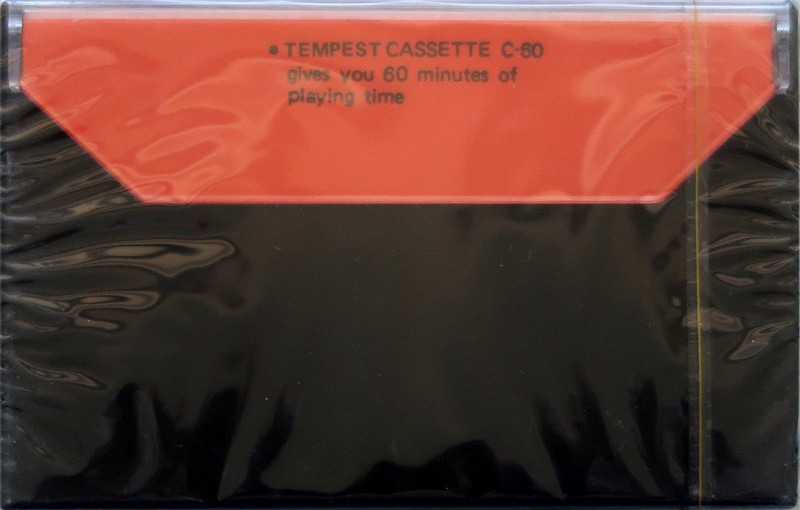 • TEMPEST CASSETTE C-60
gives you 60 minutes of
playing time